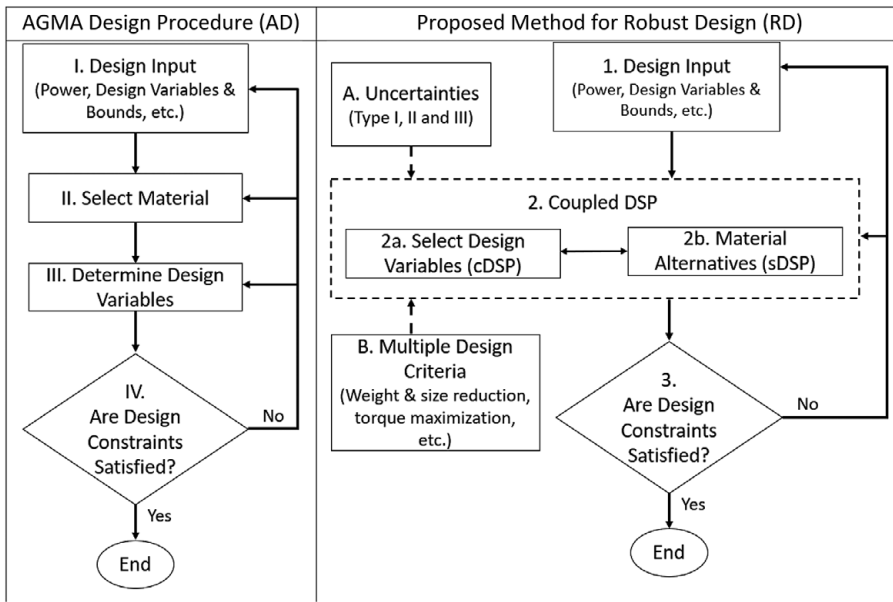 AGMA Design Procedure (AD)
I. Design Input
(Power, Design Variables &
Bounds, etc.)
II. Select Material
III. Determine Design
Variables
IV.
Are Design
Constraints
Satisfied?
No
Yes
End
Proposed Method for Robust Design (RD)
A. Uncertainties
(Type I, II and III)
1. Design Input
(Power, Design Variables &
Bounds, etc.)
2. Coupled DSP
2a. Select Design
Variables (cDSP)
2b. Material
Alternatives (sDSP)
B. Multiple Design
Criteria
(Weight & size reduction,
torque maximization,
etc.)
3.
Are Design
Constraints
Satisfied?
No
Yes
End